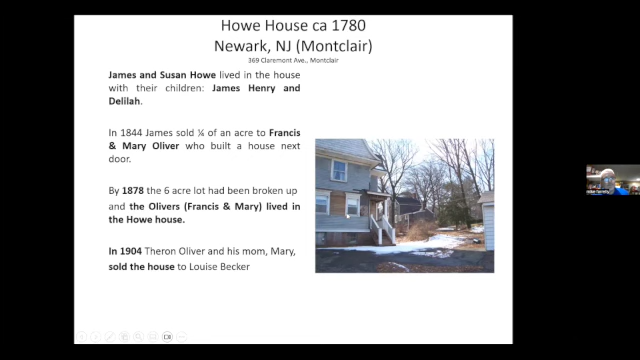 Howe House ca 1780
Newark, NJ (Montclair)
369 Claremont Ave., Montclair
James and Susan Howe lived in the house
with their children: James Henry and
Delilah.
In 1844 James sold ¼ of an acre to Francis
& Mary Oliver who built a house next
door.
By 1878 the 6 acre lot had been broken up
and the Olivers (Francis & Mary) lived in
the Howe house.
In 1904 Theron Oliver and his mom, Mary,
sold the house to Louise Becker